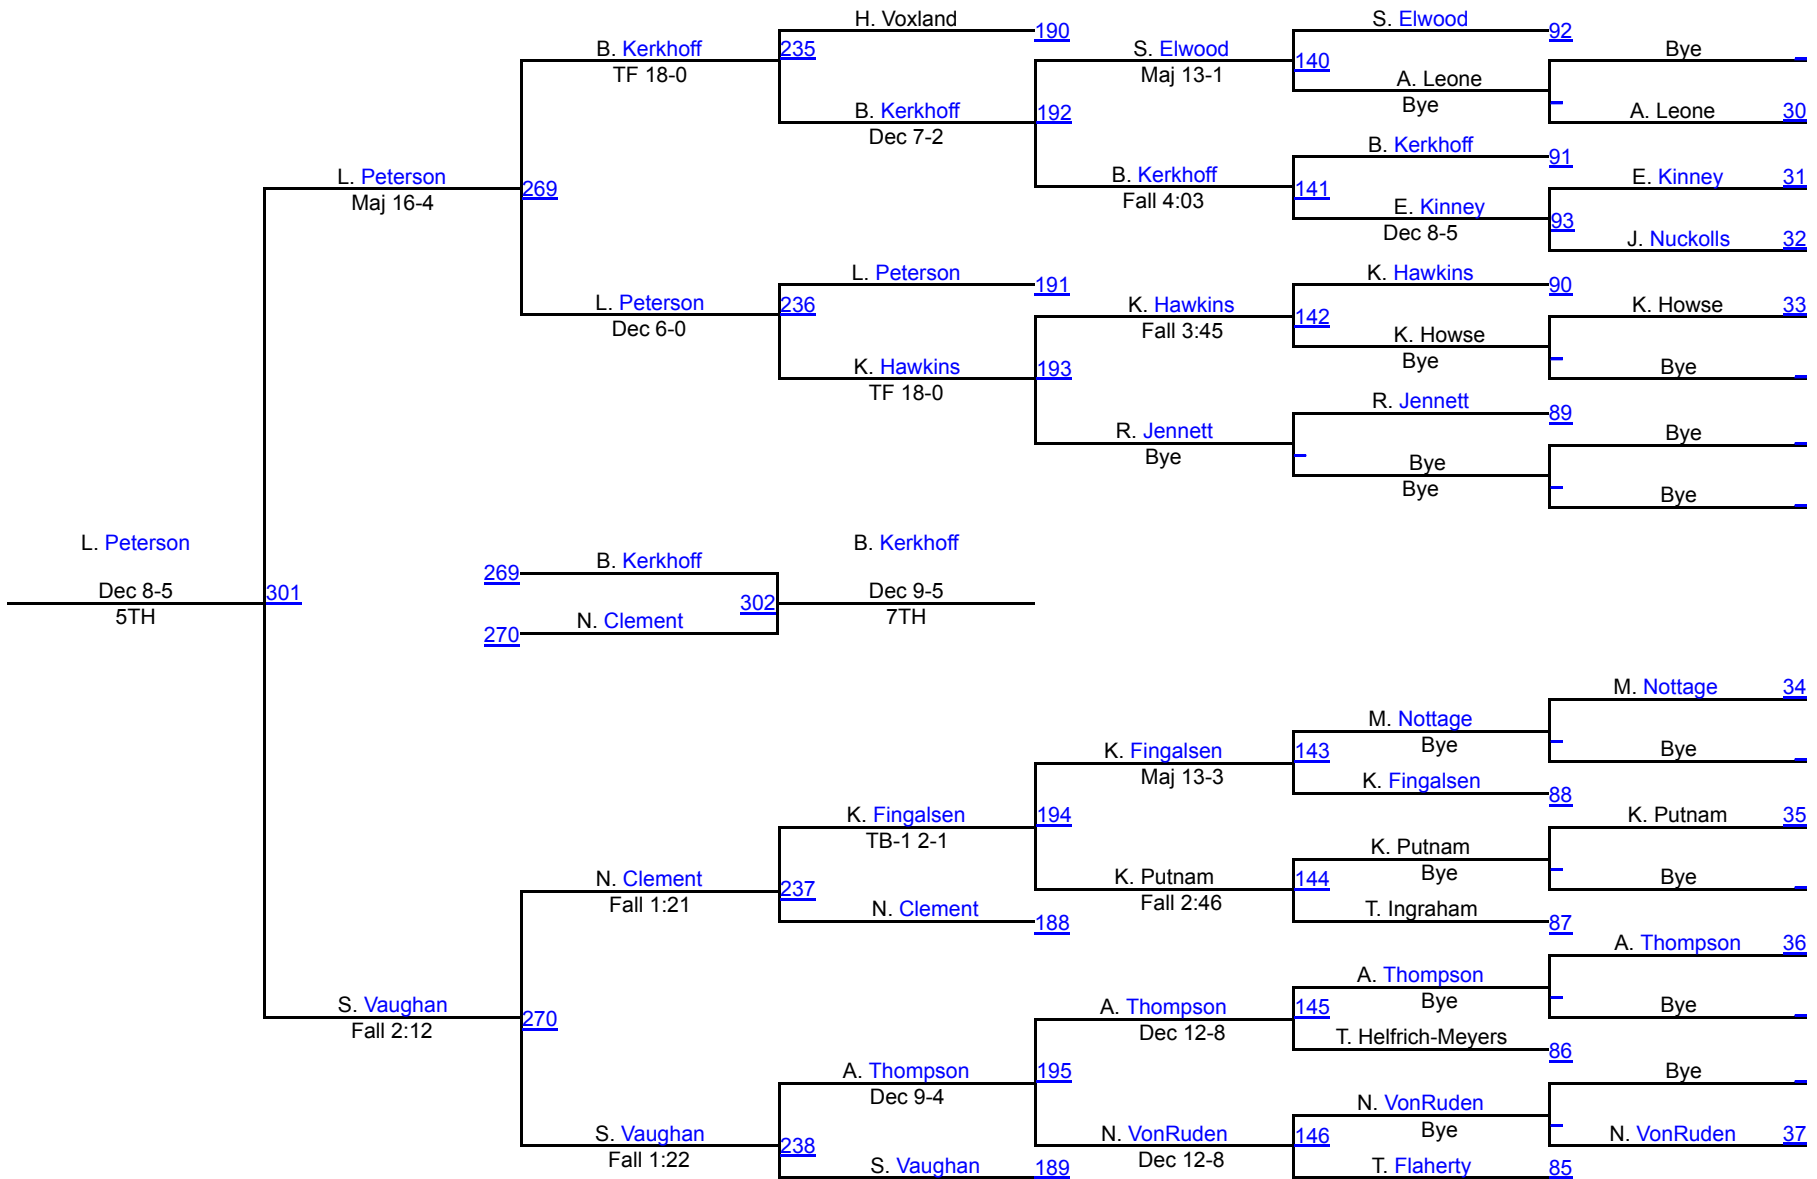 H. Voxland
190
B. Kerkhoff
235
TF 18-0
B. Kerkhoff
192
Dec 7-2
S. Elwood
Maj 13-1
S. Elwood
92
140
A. Leone
Bye
Bye
A. Leone
30
B. Kerkhoff
91
B. Kerkhoff
141
Fall 4:03
E. Kinney
Dec 8-5
E. Kinney
31
93
J. Nuckolls
32
L. Peterson
269
Maj 16-4
L. Peterson
191
L. Peterson
236
Dec 6-0
K. Hawkins
193
TF 18-0
K. Hawkins
90
K. Hawkins
142
Fall 3:45
K. Howse
Bye
K. Howse
33
Bye
R. Jennett
89
R. Jennett
Bye
Bye
Bye
Bye
Bye
L. Peterson
Dec 8-5
301
5TH
269
B. Kerkhoff
302
270
N. Clement
B. Kerkhoff
Dec 9-5
7TH
M. Nottage
34
M. Nottage
Bye
Bye
K. Fingalsen
143
Maj 13-3
K. Fingalsen
88
K. Fingalsen
194
TB-1 2-1
K. Putnam
35
K. Putnam
Bye
Bye
K. Putnam
144
Fall 2:46
T. Ingraham
87
N. Clement
237
Fall 1:21
N. Clement
188
A. Thompson
36
A. Thompson
Bye
Bye
A. Thompson
145
Dec 12-8
T. Helfrich-Meyers
86
S. Vaughan
270
Fall 2:12
A. Thompson
195
Dec 9-4
Bye
N. VonRuden
Bye
N. VonRuden
37
N. VonRuden
146
Dec 12-8
T. Flaherty
85
S. Vaughan
238
Fall 1:22
S. Vaughan
189